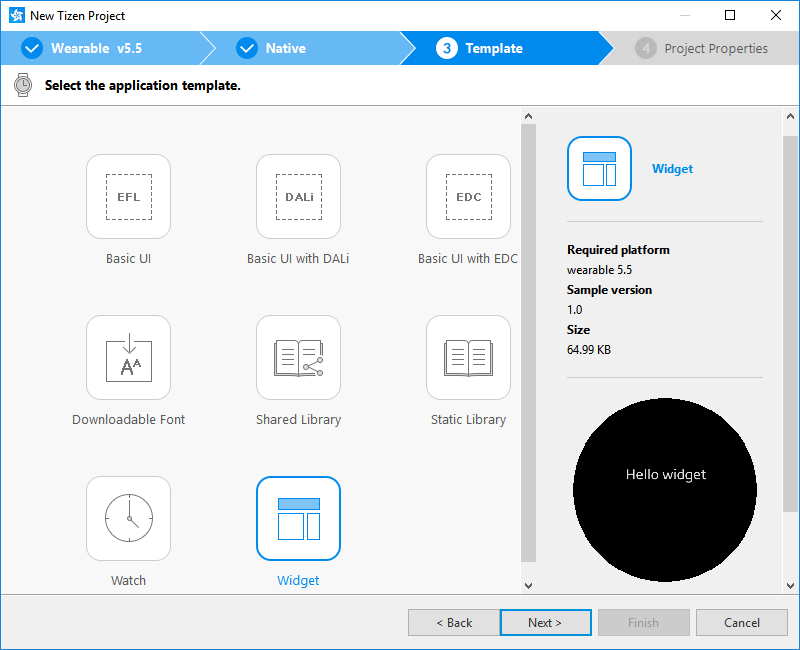 New Tizen Project
Wearable v5.5
Native
3 Template
4 Project Properties
Select the application template.
EFL
Basic UI
DALi
Basic UI with DALi
EDC
Basic UI with EDC
AA
Downloadable Font
Shared Library
Static Library
Watch
Widget
Widget
Required platform
wearable 5.5
Sample version
1.0
Size
64.99 KB
Hello widget
< Back
Next >
Finish
Cancel